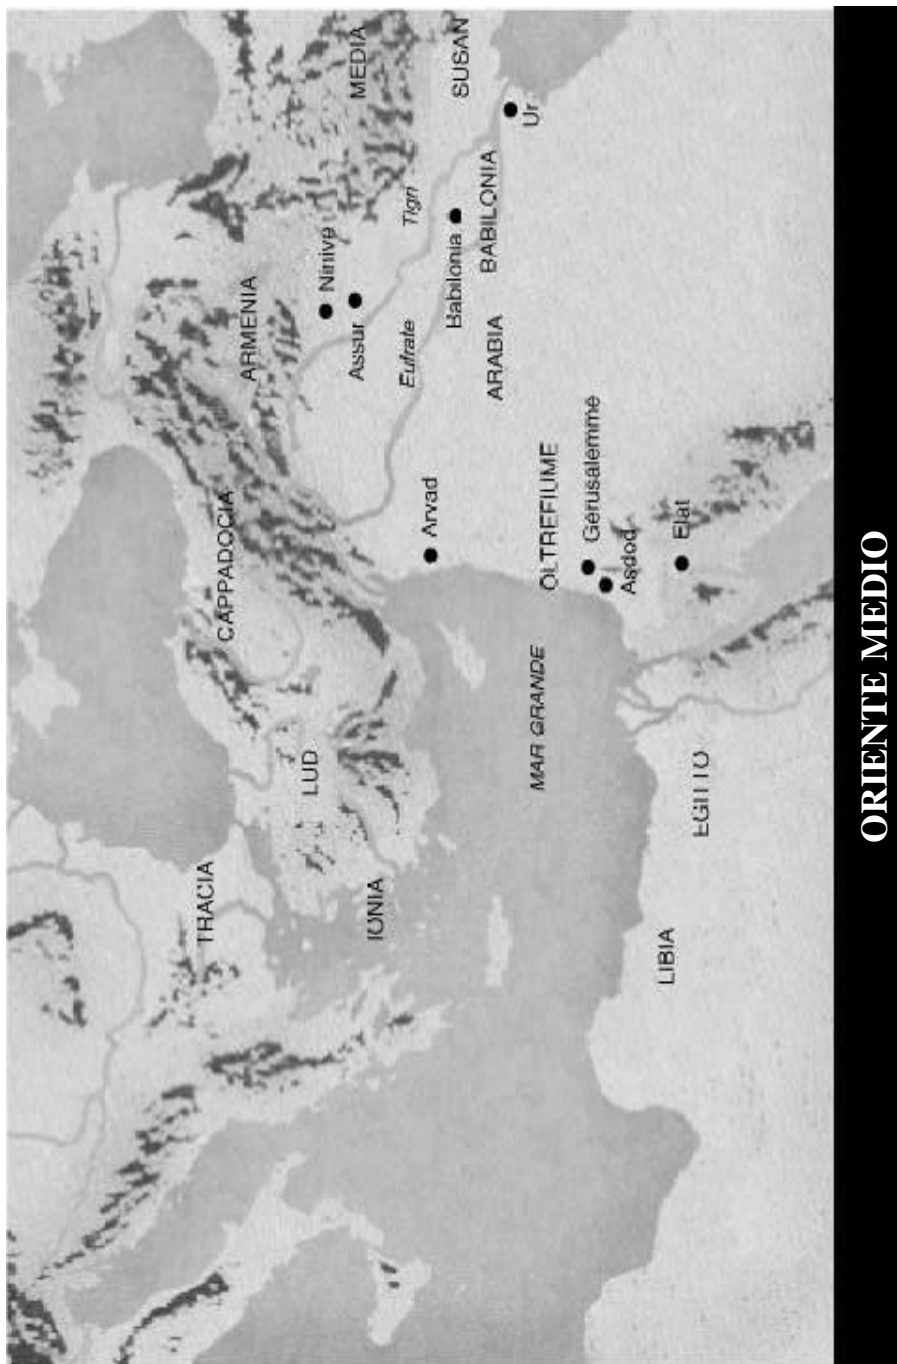 TRACIA
CAPPADOCIA
ARMENIA
LUD
Ninive
MEDIA
Assur
IONIA
Eufrate
Tigri
Arvad
Babilonia
SUSAN
BABILONIA
ARABIA
Ur
MAR GRANDE
OLTREFIUME
Gerusalemme
Asdod
LIBIA
Elat
EGITTO
ORIENTE MEDIO